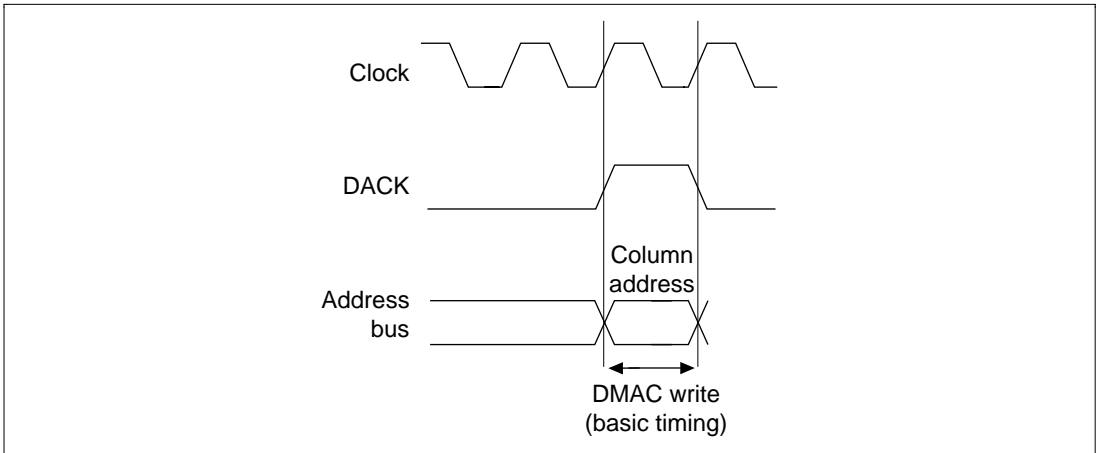 Clock
DACK
Column
address
Address
bus
DMAC write
(basic timing)